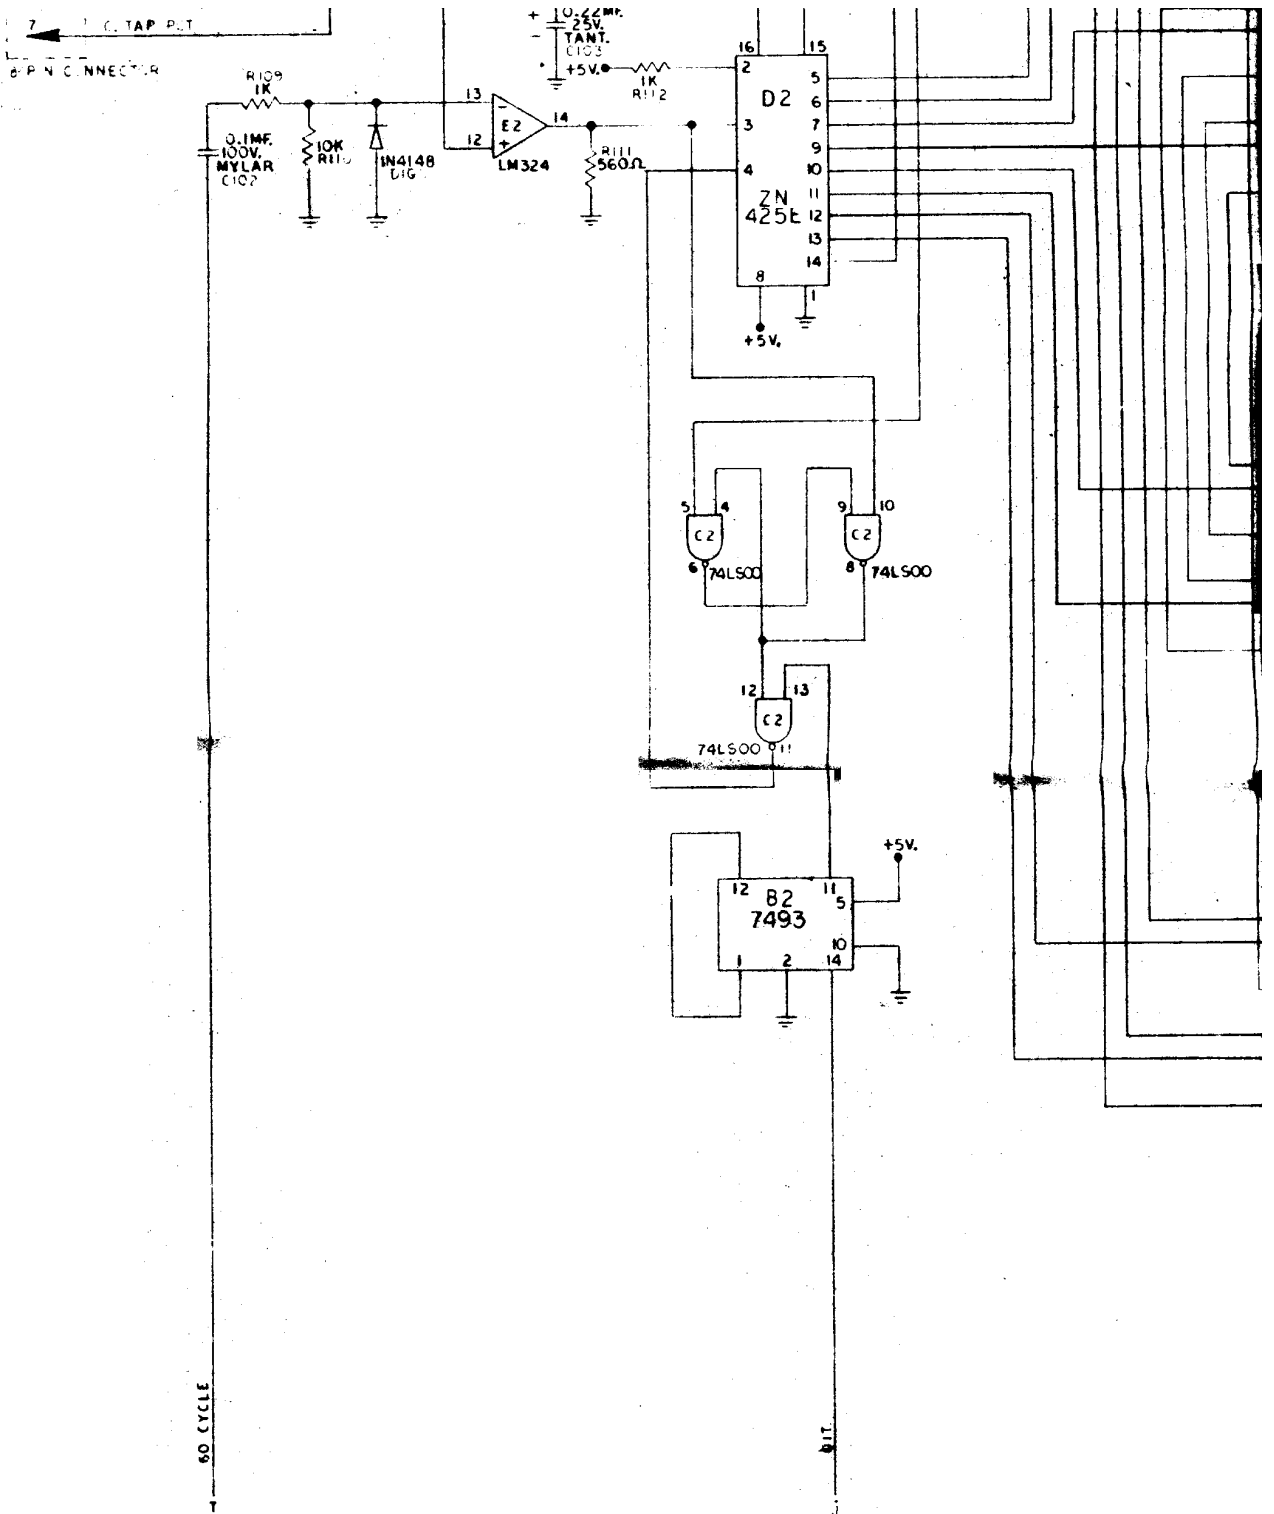 7
C. TAP PLT
8 PIN CONNECTOR
+
-
0.22MF.
25V.
TANT.
C103
+5V.
1K
R112
16
15
2
3
4
5
6
7
9
10
11
12
13
14
8
1
D2
ZN
425E
+5V.
R109
1K
0.1MF.
100V.
MYLAR
C102
10K
R110
1N4148
13
12
14
-
+
E2
LM324
R111
560Ω
5
4
C2
6
74LS00
9
10
C2
8
74LS00
12
13
C2
74LS00
11
+5V.
12
11
B2
7493
5
10
1
2
14
60 CYCLE
T